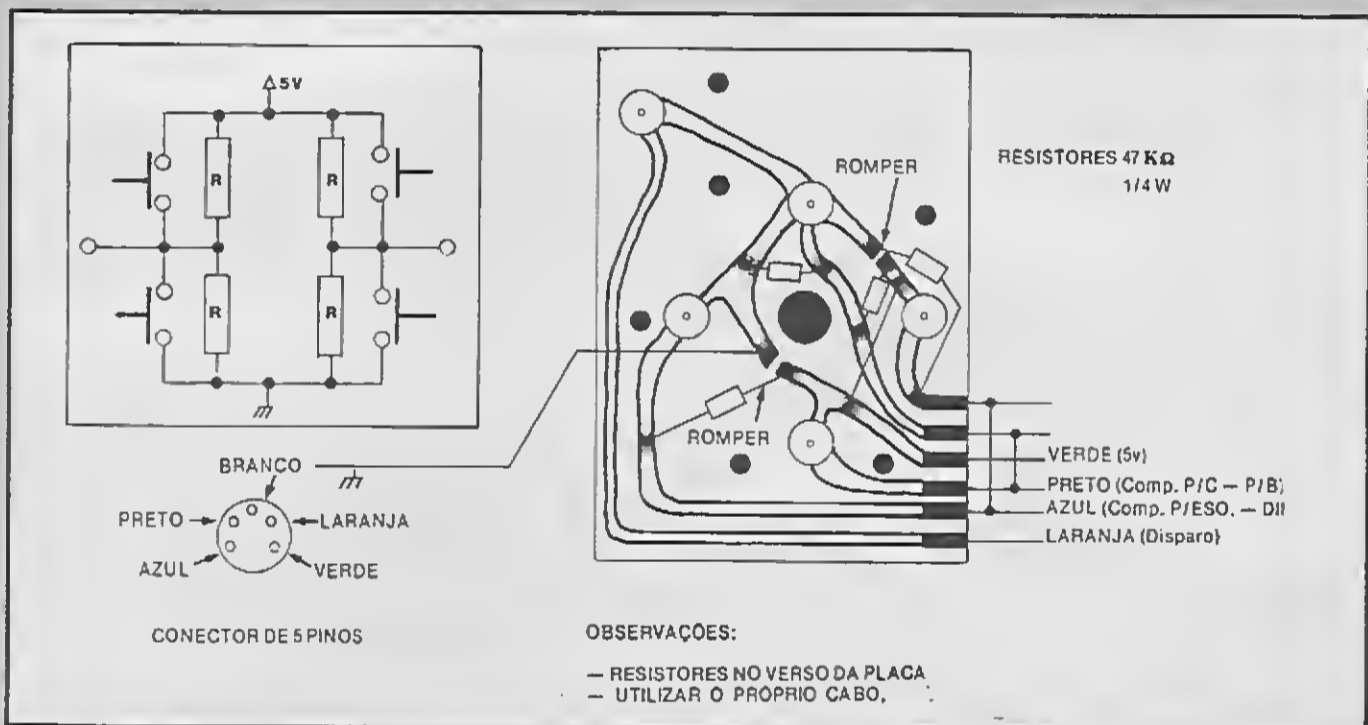 5V
R
R
R
R
BRANCO
PRETO
LARANJA
AZUL
VERDE
CONECTOR DE 5 PINOS
ROMPER
ROMPER
RESISTORES 47 KΩ
1/4 W
VERDE (5v)
PRETO (Comp. P/C — P/B)
AZUL (Comp. P/ESQ. — DII
LARANJA (Disparo)
OBSERVAÇÕES:
— RESISTORES NO VERSO DA PLACA
— UTILIZAR O PRÓPRIO CABO.